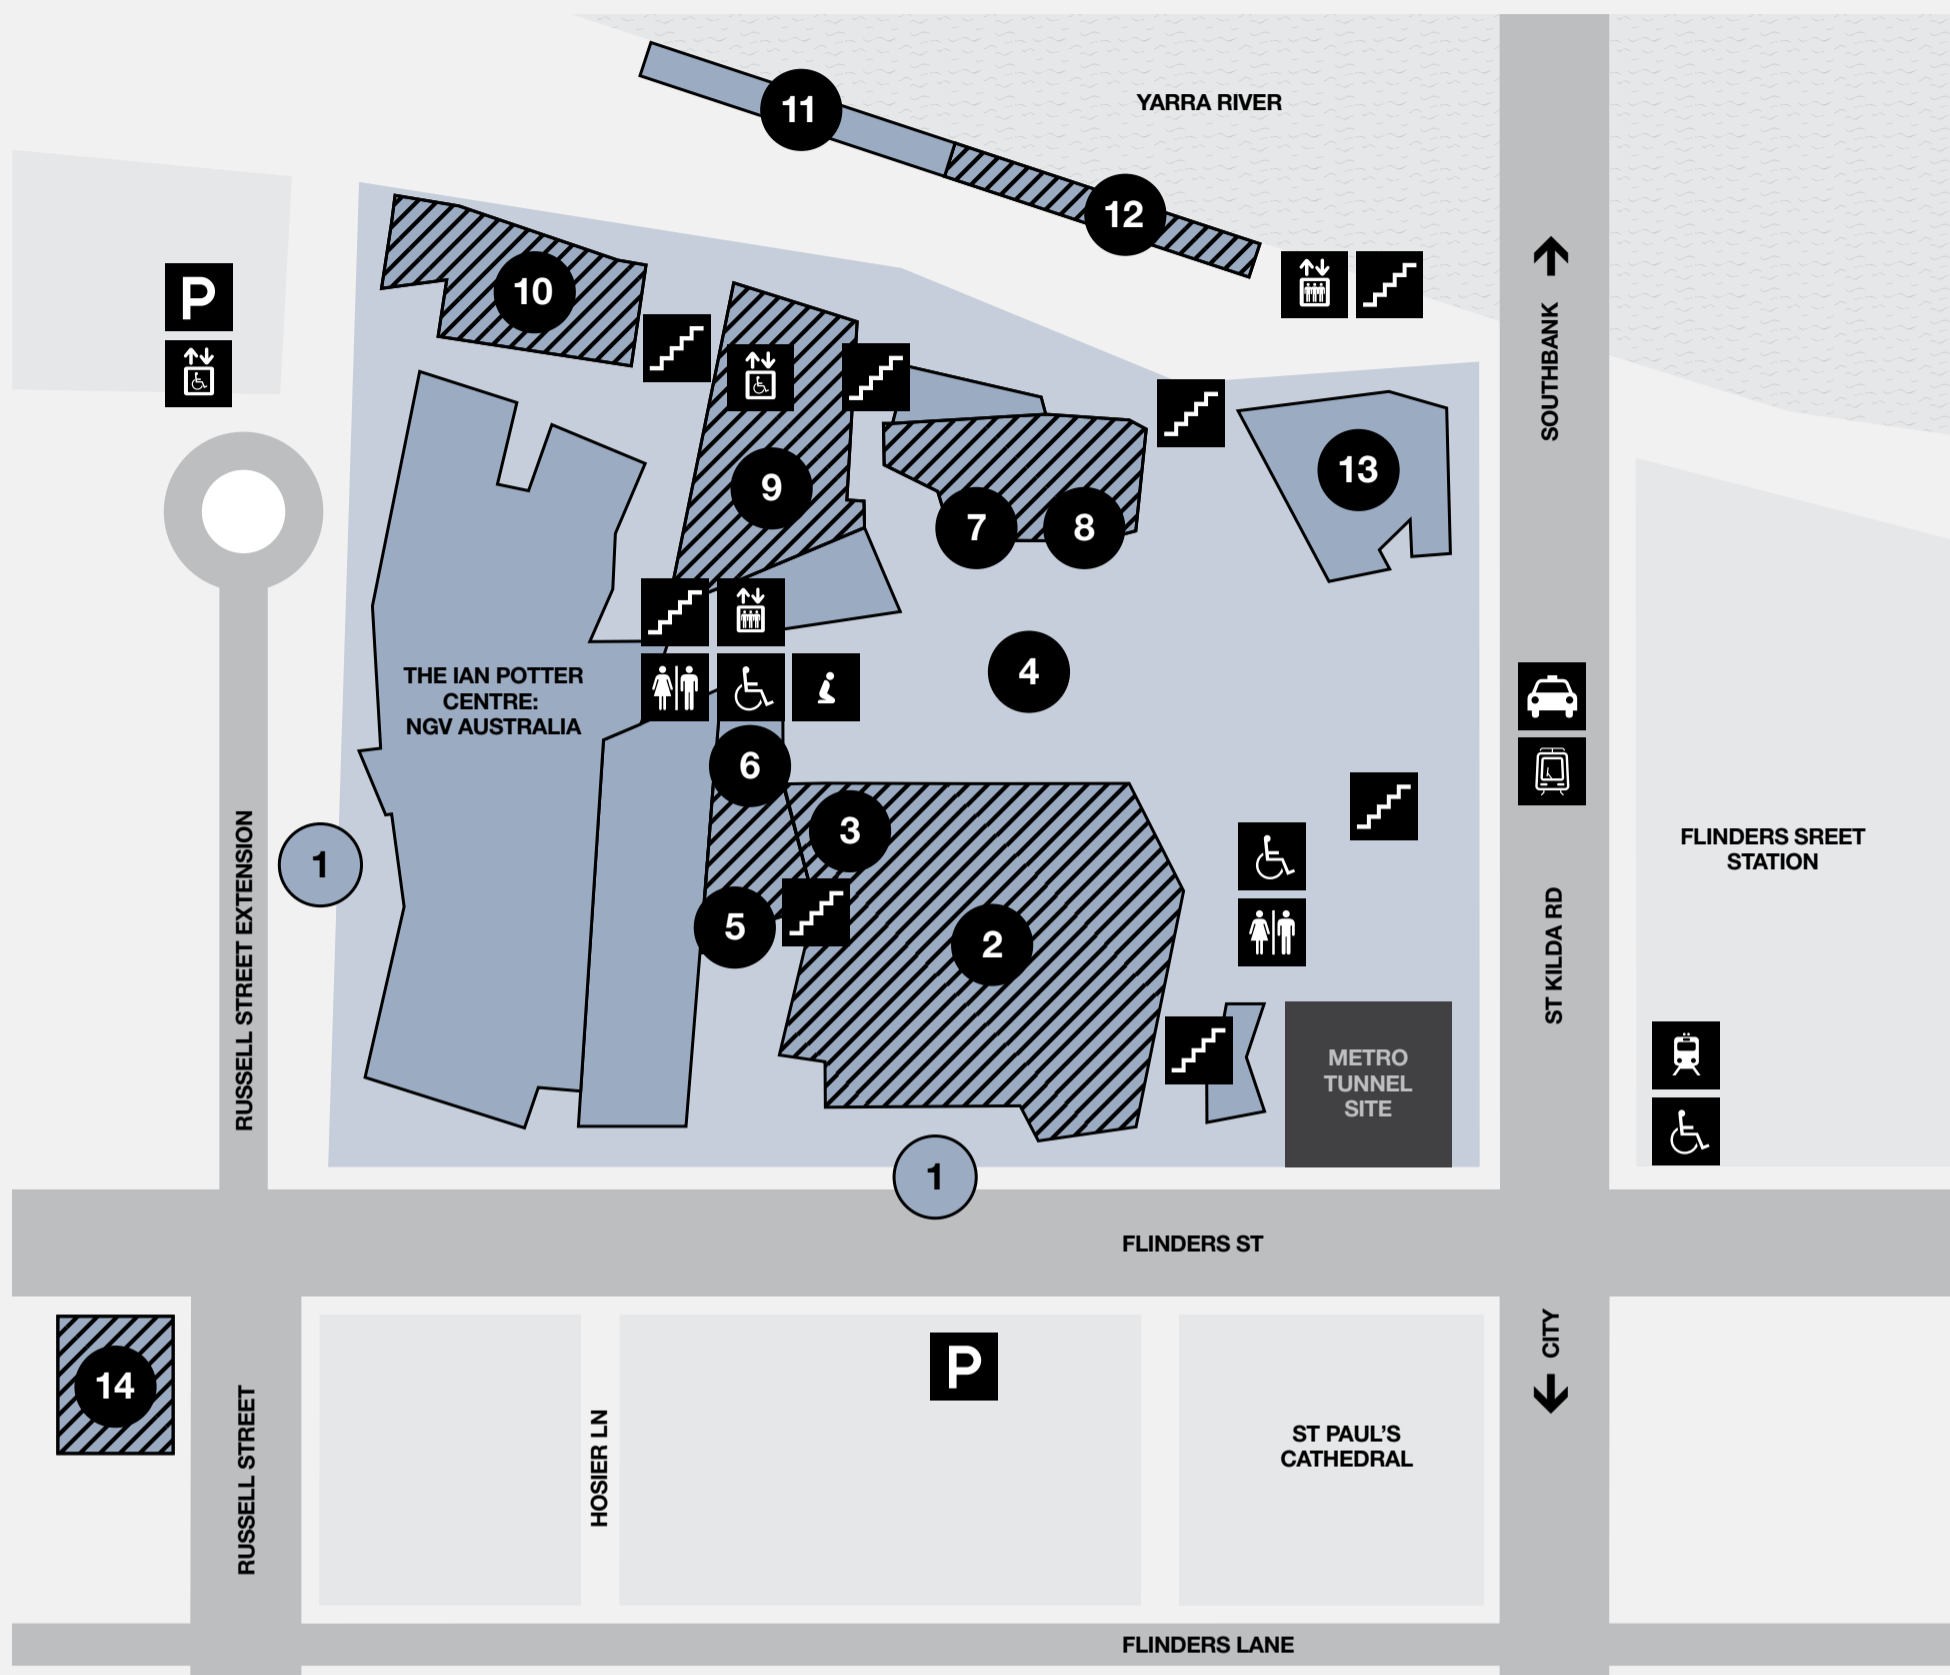 YARRA RIVER
11
12
10
P
SOUTHBANK
13
9
7
8
THE IAN POTTER
CENTRE:
NGV AUSTRALIA
4
6
3
1
5
2
RUSSELL STREET EXTENSION
FLINDERS SREET
STATION
ST KILDA RD
METRO
TUNNEL
SITE
1
FLINDERS ST
CITY
14
P
RUSSELL STREET
HOSIER LN
ST PAUL'S
CATHEDRAL
FLINDERS LANE